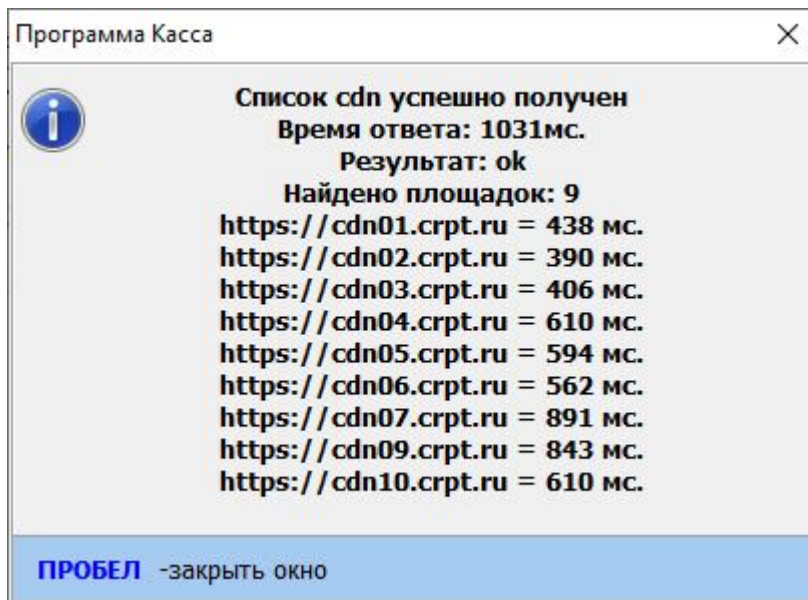 Программа Касса
Список cdn успешно получен
Время ответа: 1031мс.
Результат: ok
Найдено площадок: 9
https://cdn01.crpt.ru = 438 мс.
https://cdn02.crpt.ru = 390 мс.
https://cdn03.crpt.ru = 406 мс.
https://cdn04.crpt.ru = 610 мс.
https://cdn05.crpt.ru = 594 мс.
https://cdn06.crpt.ru = 562 мс.
https://cdn07.crpt.ru = 891 мс.
https://cdn09.crpt.ru = 843 мс.
https://cdn10.crpt.ru = 610 мс.
ПРОБЕЛ -закрыть окно